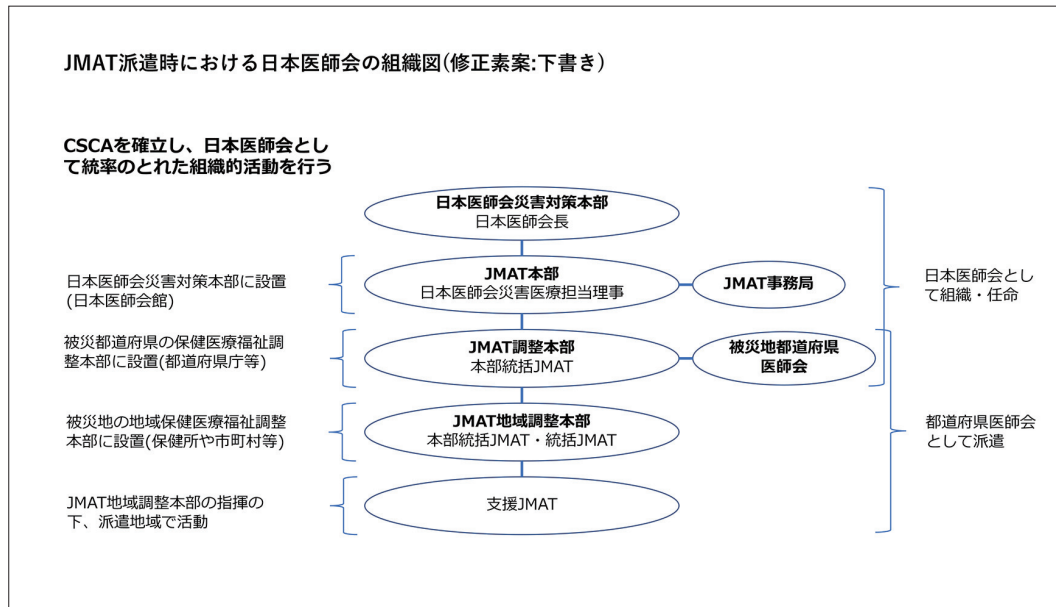 JMAT派遣時における日本医師会の組織図(修正素案:下書き)
CSCAを確立し、日本医師会とし
て統率のとれた組織的活動を行う
日本医師会災害対策本部
日本医師会長
日本医師会災害対策本部に設置
(日本医師会館)
JMAT本部
日本医師会災害医療担当理事
JMAT事務局
日本医師会とし
て組織・任命
被災都道府県の保健医療福祉調
整本部に設置(都道府県庁等)
JMAT調整本部
本部統括JMAT
被災地都道府県
医師会
被災地の地域保健医療福祉調整
本部に設置(保健所や市町村等)
JMAT地域調整本部
本部統括JMAT・統括JMAT
都道府県医師会
として派遣
JMAT地域調整本部の指揮の
下、派遣地域で活動
支援JMAT